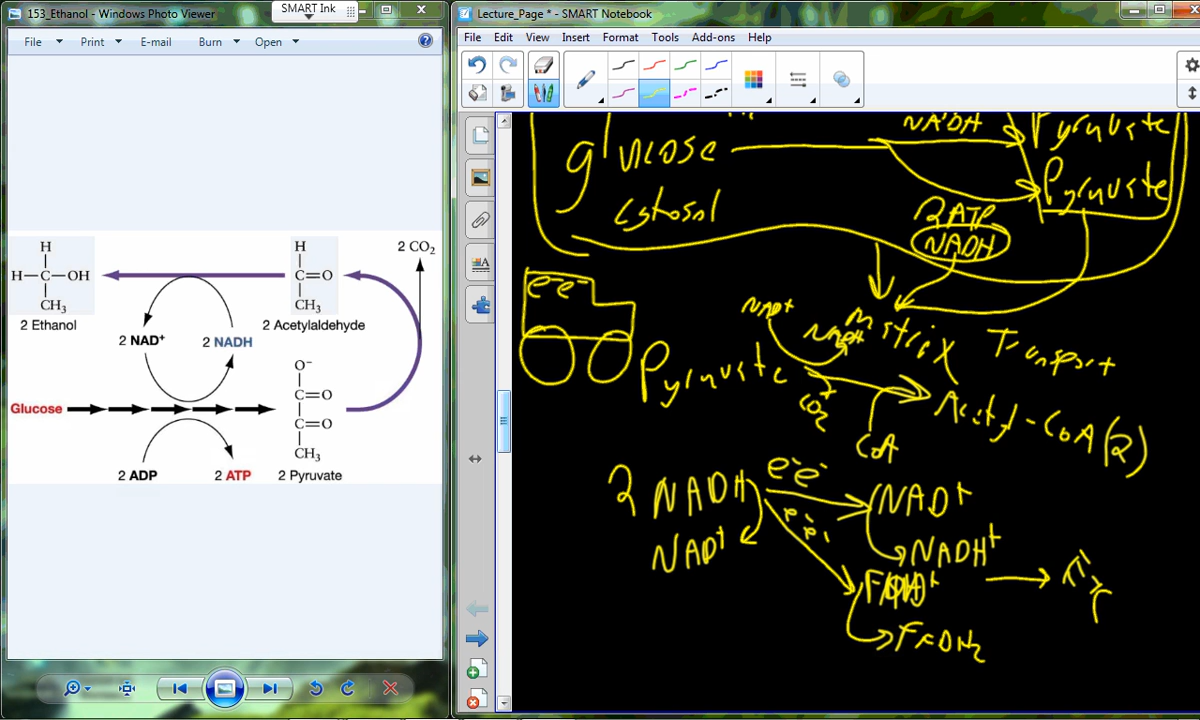 153_Ethanol - Windows Photo Viewer
SMART Ink
File Print E-mail Burn Open
H
H—C—OH
CH3
2 Ethanol
H
C=O
CH3
2 Acetylaldehyde
2 CO2
2 NAD+
2 NADH
Glucose
O-
C=O
C=O
CH3
2 ADP
2 ATP
2 Pyruvate
Lecture_Page * - SMART Notebook
File Edit View Insert Format Tools Add-ons Help
NADH
Pyruvate
glucose
Pyruvate
Cytosol
2 ATP
NADH
e- e-
NAD+
NADH
Matrix
Transport
Pyruvate
CO2
CoA
Acetyl-CoA(2)
2 NADH
e- e-
NAD+
NAD+
e- e-
NADH+
FADH2